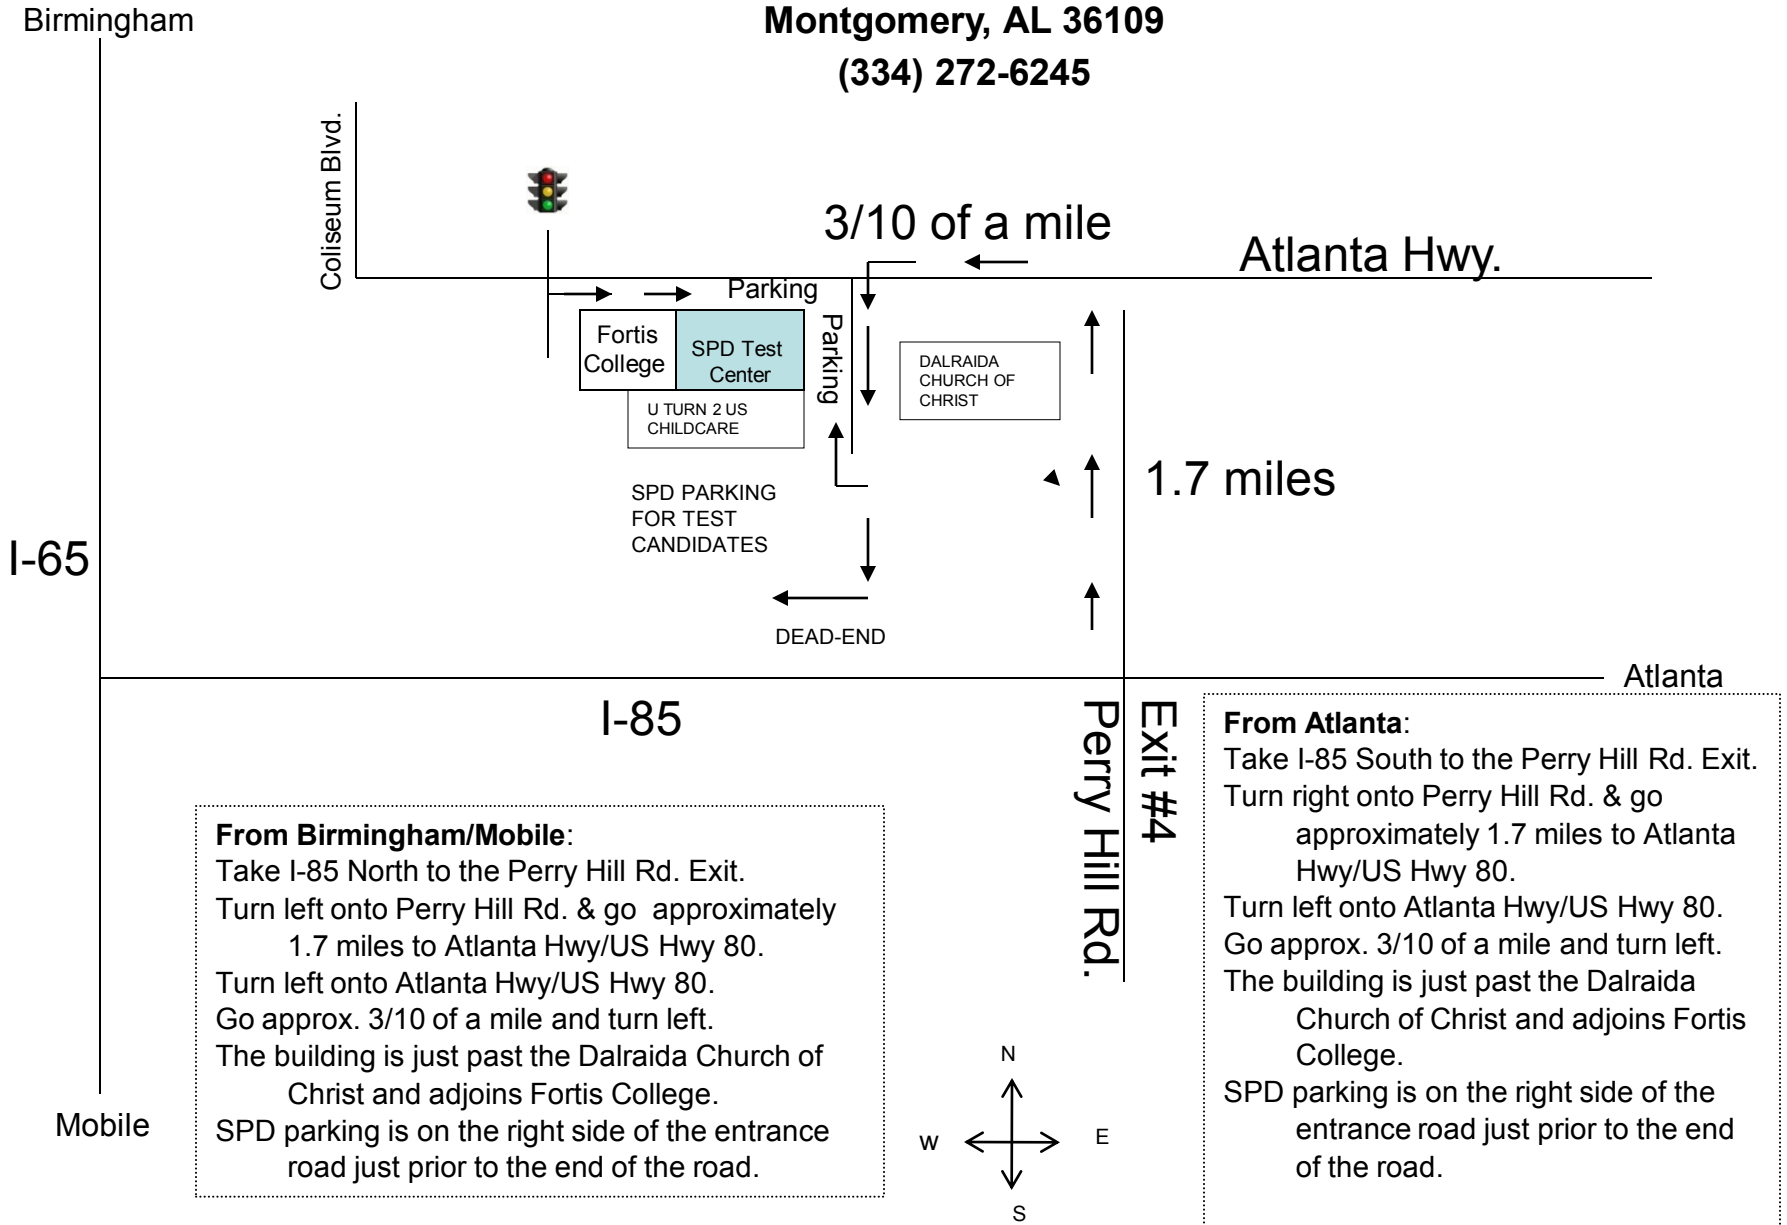 Birmingham
Montgomery, AL 36109
(334) 272-6245
Coliseum Blvd.
3/10 of a mile
Atlanta Hwy.
Parking
Parking
Fortis
College
SPD Test
Center
DALRAIDA
CHURCH OF
CHRIST
U TURN 2 US
CHILDCARE
1.7 miles
SPD PARKING
FOR TEST
CANDIDATES
I-65
DEAD-END
Atlanta
I-85
Perry Hill Rd.
Exit #4
From Atlanta:
Take I-85 South to the Perry Hill Rd. Exit.
Turn right onto Perry Hill Rd. & go
approximately 1.7 miles to Atlanta
Hwy/US Hwy 80.
Turn left onto Atlanta Hwy/US Hwy 80.
Go approx. 3/10 of a mile and turn left.
The building is just past the Dalraida
Church of Christ and adjoins Fortis
College.
SPD parking is on the right side of the
entrance road just prior to the end
of the road.
From Birmingham/Mobile:
Take I-85 North to the Perry Hill Rd. Exit.
Turn left onto Perry Hill Rd. & go approximately
1.7 miles to Atlanta Hwy/US Hwy 80.
Turn left onto Atlanta Hwy/US Hwy 80.
Go approx. 3/10 of a mile and turn left.
The building is just past the Dalraida Church of
Christ and adjoins Fortis College.
SPD parking is on the right side of the entrance
road just prior to the end of the road.
Mobile
N
W
E
S